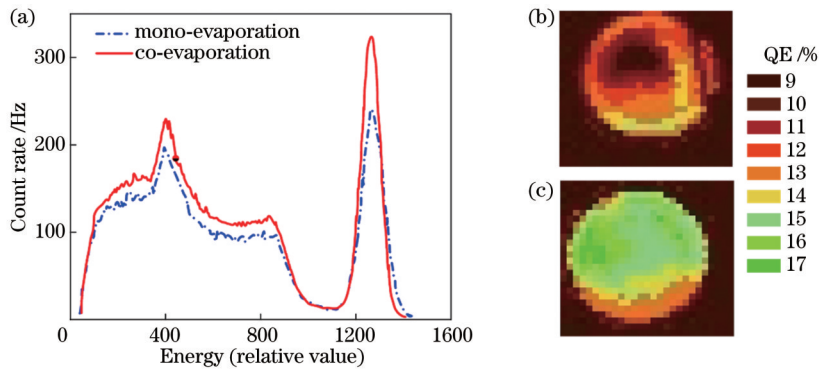 (a)
mono-evaporation
co-evaporation
300
200
100
Count rate /Hz
0
400
800
1200
1600
Energy (relative value)
(b)
(c)
QE /%
9
10
11
12
13
14
15
16
17